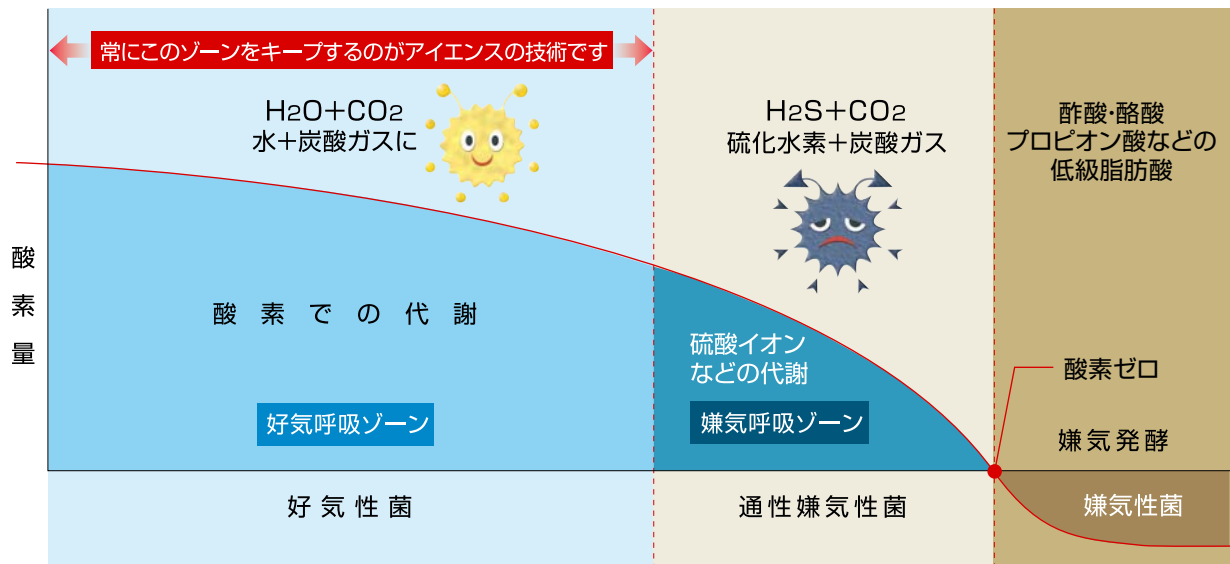 常にこのゾーンをキープするのがアイエンスの技術です
H2O+CO2
水+炭酸ガスに
H2S+CO2
硫化水素+炭酸ガス
酢酸・酪酸
プロピオン酸などの
低級脂肪酸
酸素量
酸素での代謝
硫酸イオン
などの代謝
酸素ゼロ
好気呼吸ゾーン
嫌気呼吸ゾーン
嫌気発酵
好気性菌
通性嫌気性菌
嫌気性菌